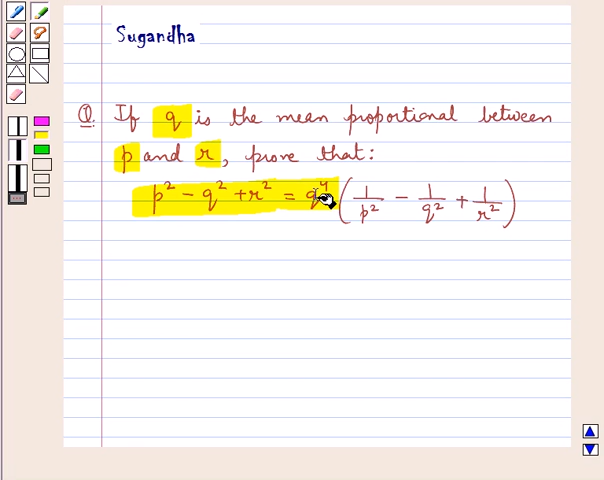 Sugandha
Q. If q is the mean proportional between
p and r, prove that:
p² - q² + r² = q⁴ (1/p² - 1/q² + 1/r²)